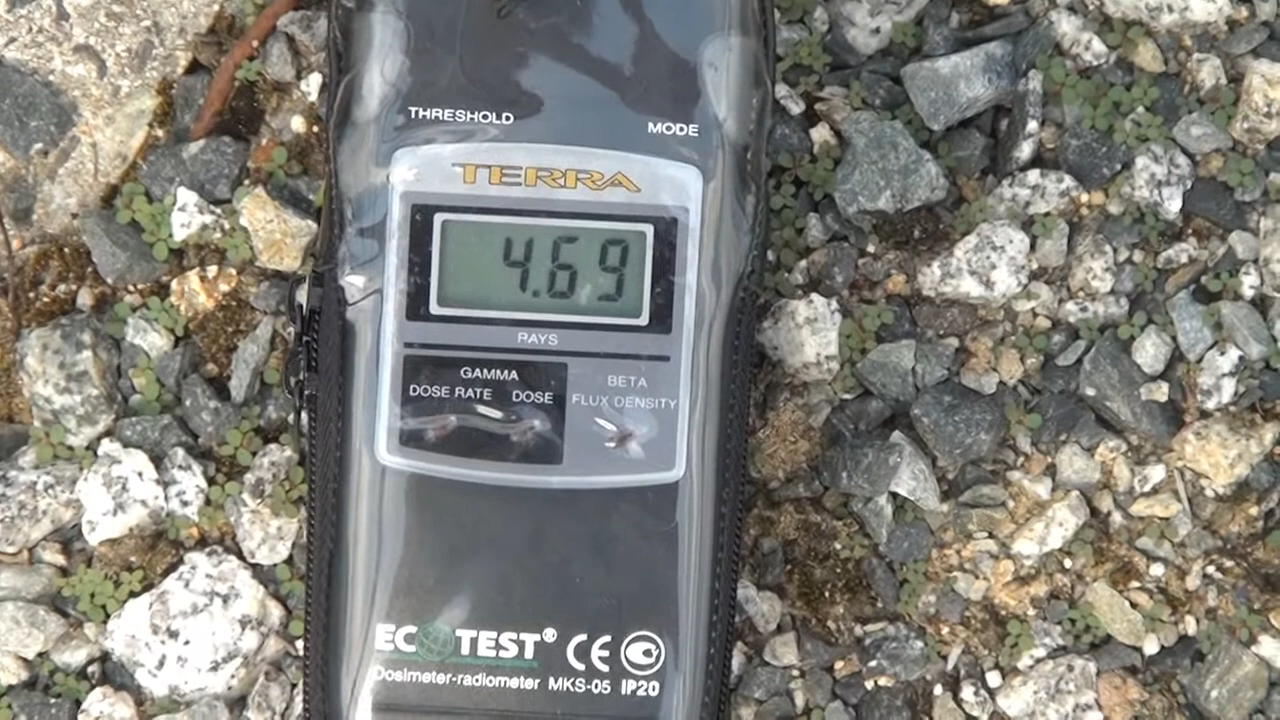 THRESHOLD MODE
TERRA
4.69
RAYS
GAMMA
DOSE RATE DOSE
BETA
FLUX DENSITY
ECOTEST®
CE
Dosimeter-radiometer MKS-05 IP20